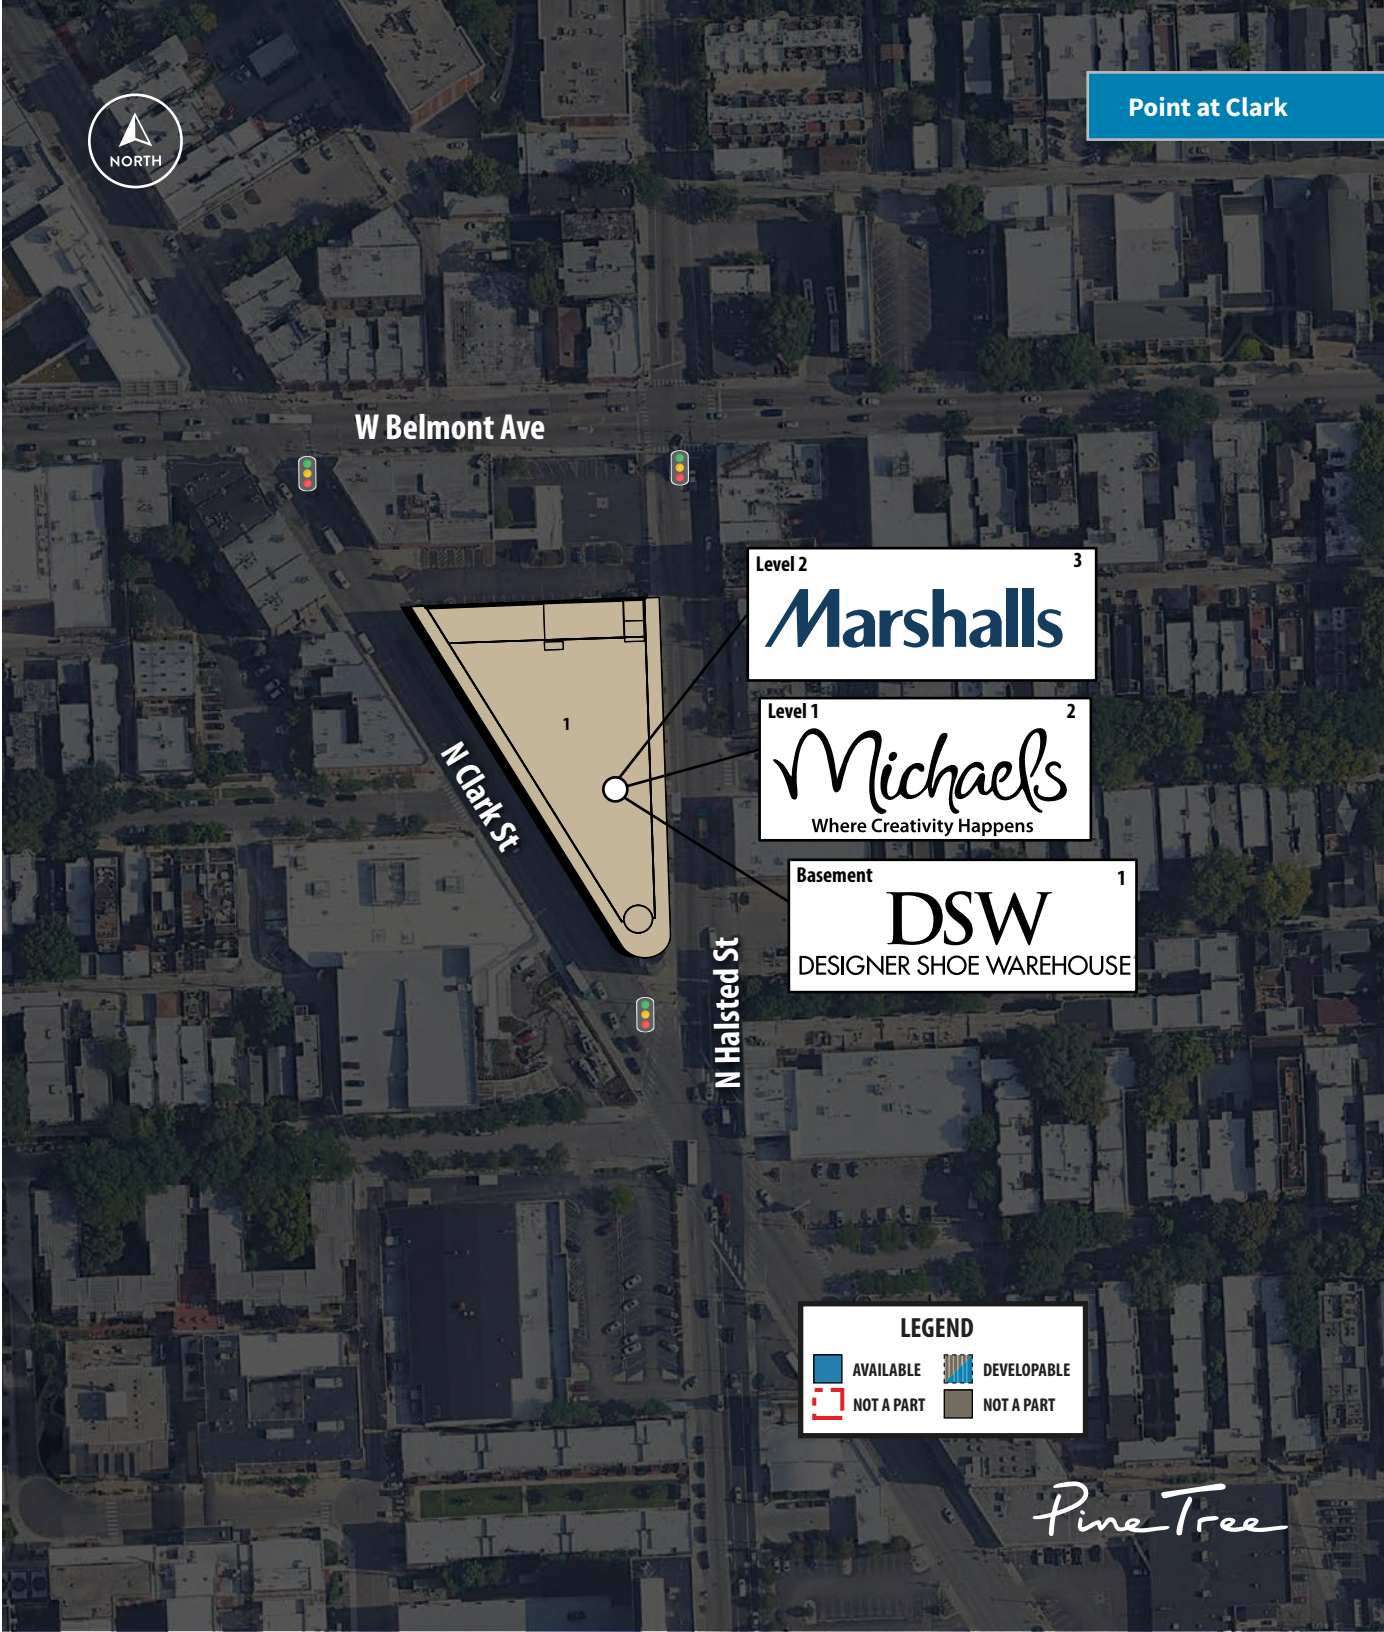 Point at Clark
NORTH
W Belmont Ave
Level 2 3
Marshalls
1
Level 1 2
Michaels
Where Creativity Happens
N Clark St
Basement 1
DSW
DESIGNER SHOE WAREHOUSE
N Halsted St
LEGEND
AVAILABLE DEVELOPABLE
NOT A PART NOT A PART
Pine Tree